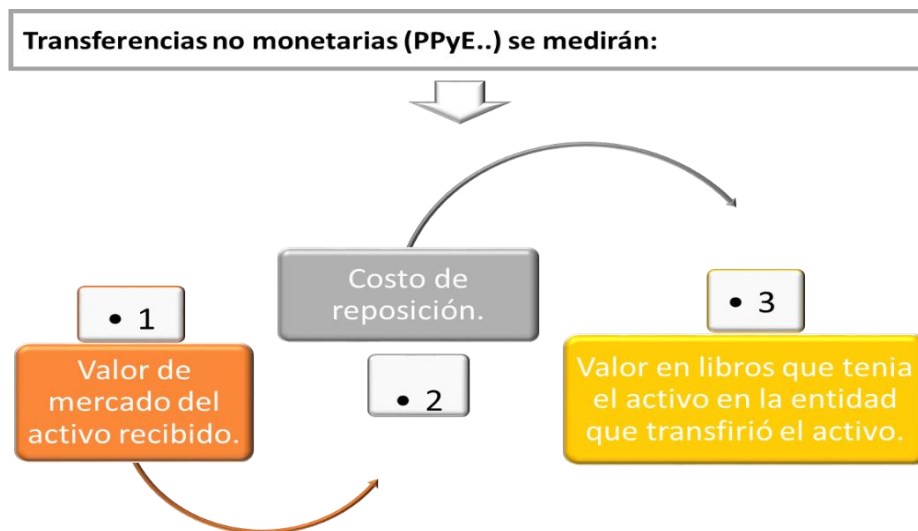 Transferencias no monetarias (PPyE..) se medirán:
• 1
Valor de
mercado del
activo recibido.
Costo de
reposición.
• 2
• 3
Valor en libros que tenia
el activo en la entidad
que transfirió el activo.